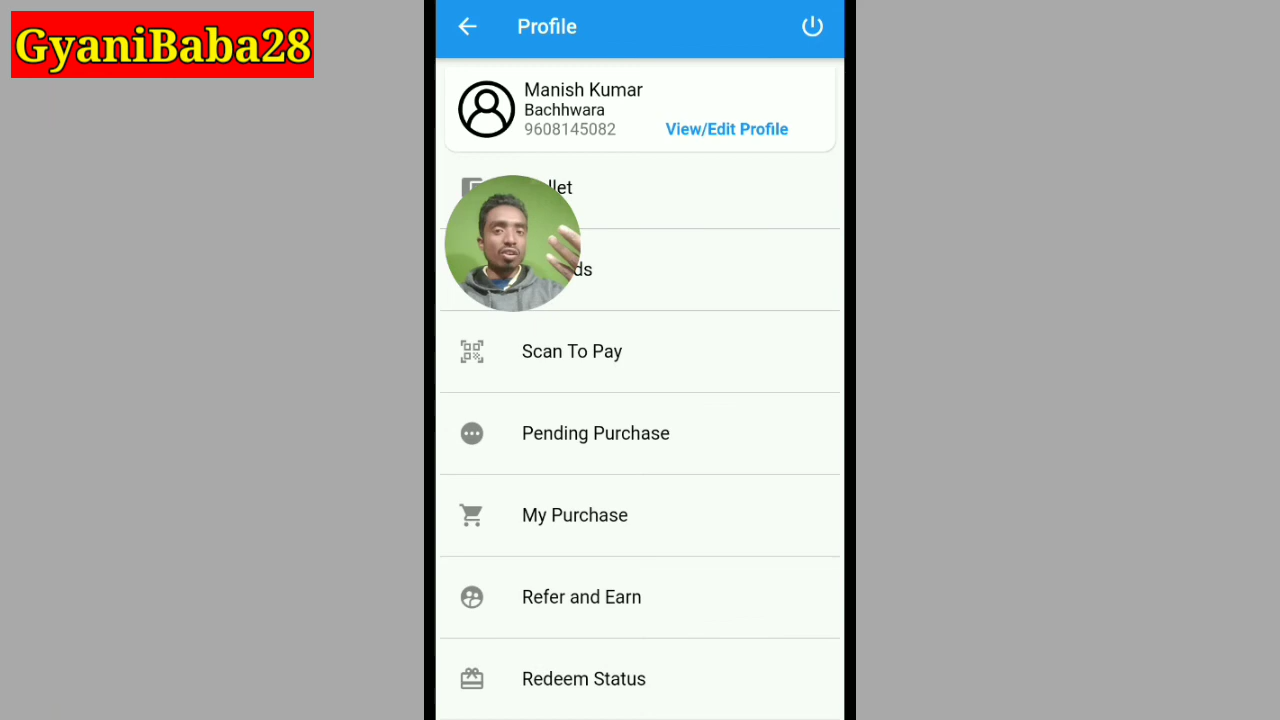 GyaniBaba28
Profile
Manish Kumar
Bachhwara
9608145082
View/Edit Profile
Scan To Pay
Pending Purchase
My Purchase
Refer and Earn
Redeem Status